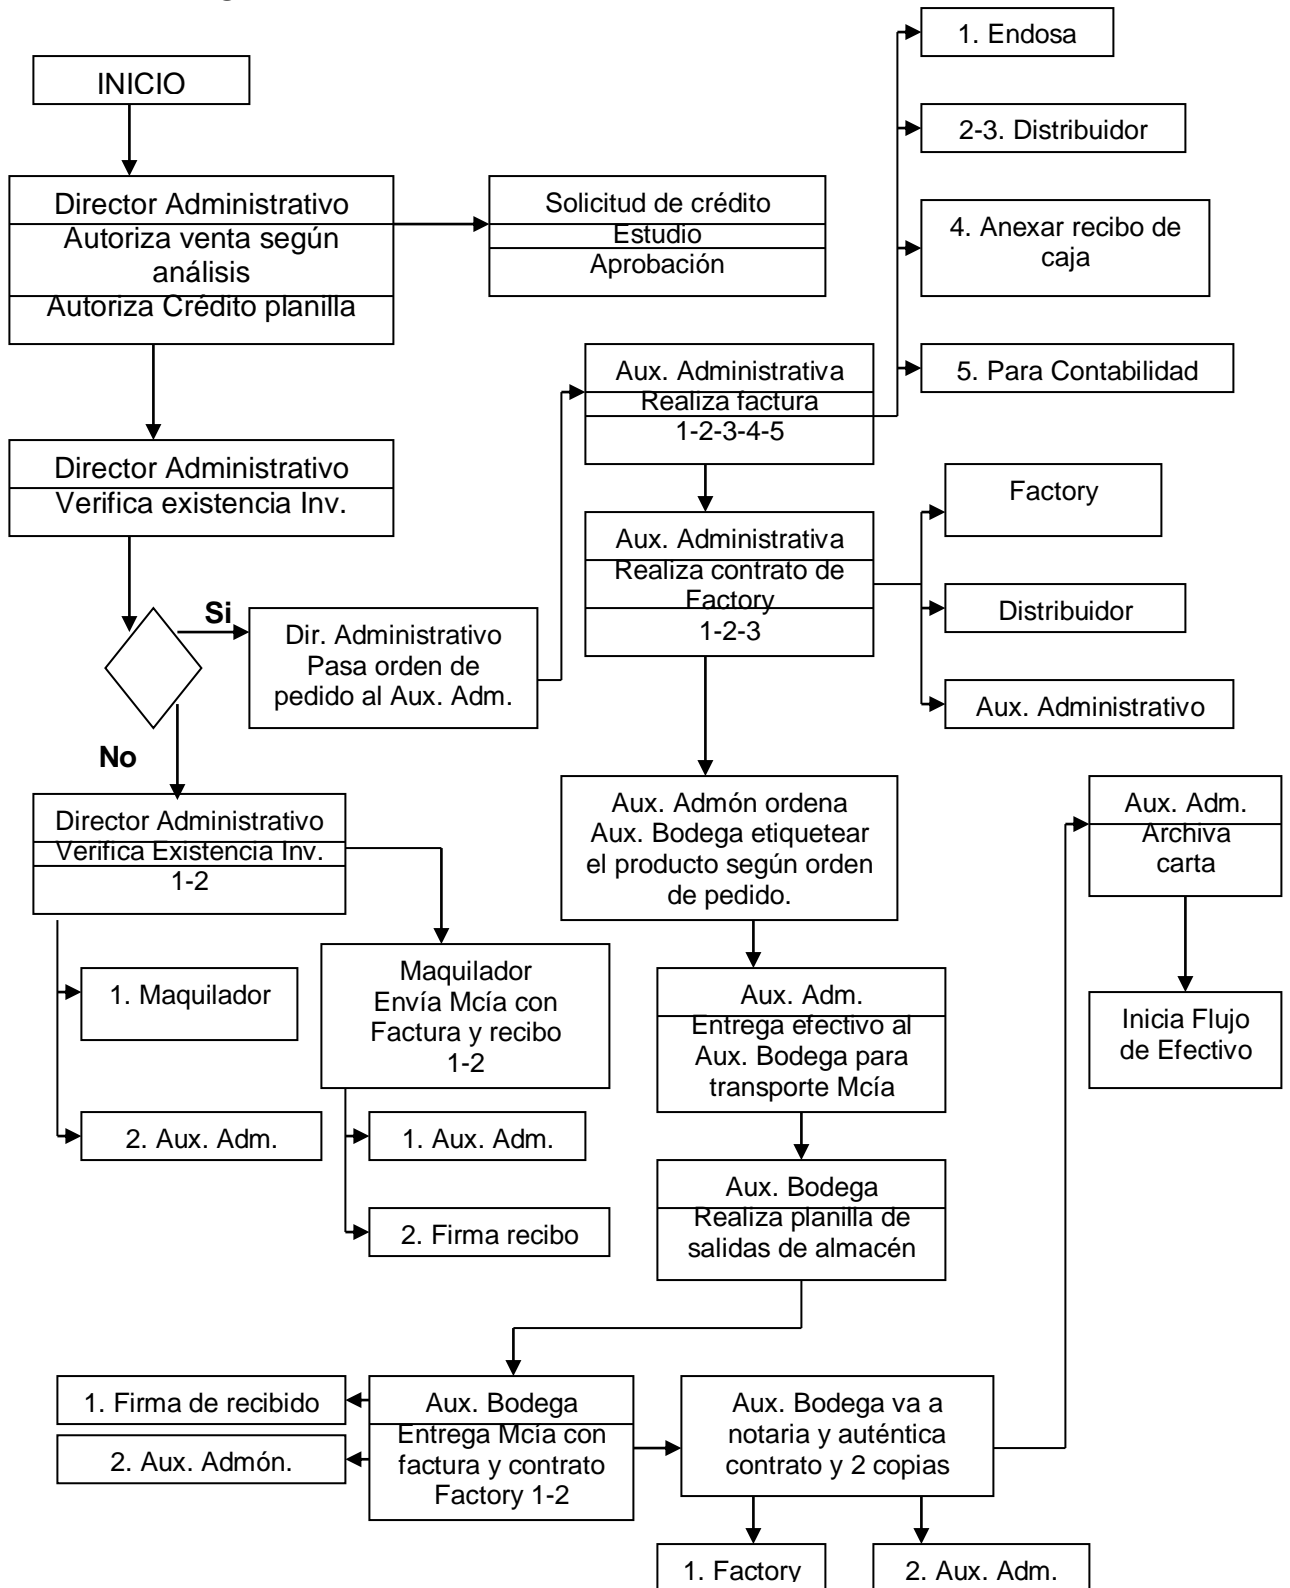 INICIO
Director Administrativo
Autoriza venta según
análisis
Autoriza Crédito planilla
Solicitud de crédito
Estudio
Aprobación
1. Endosa
2-3. Distribuidor
4. Anexar recibo de
caja
5. Para Contabilidad
Aux. Administrativa
Realiza factura
1-2-3-4-5
Director Administrativo
Verifica existencia Inv.
Aux. Administrativa
Realiza contrato de
Factory
1-2-3
Factory
Distribuidor
Aux. Administrativo
Si
Dir. Administrativo
Pasa orden de
pedido al Aux. Adm.
No
Director Administrativo
Verifica Existencia Inv.
1-2
1. Maquilador
2. Aux. Adm.
Maquilador
Envía Mcía con
Factura y recibo
1-2
1. Aux. Adm.
2. Firma recibo
Aux. Admón ordena
Aux. Bodega etiquetear
el producto según orden
de pedido.
Aux. Adm.
Entrega efectivo al
Aux. Bodega para
transporte Mcía
Aux. Bodega
Realiza planilla de
salidas de almacén
Aux. Adm.
Archiva
carta
Inicia Flujo
de Efectivo
1. Firma de recibido
2. Aux. Admón.
Aux. Bodega
Entrega Mcía con
factura y contrato
Factory 1-2
Aux. Bodega va a
notaria y auténtica
contrato y 2 copias
1. Factory
2. Aux. Adm.